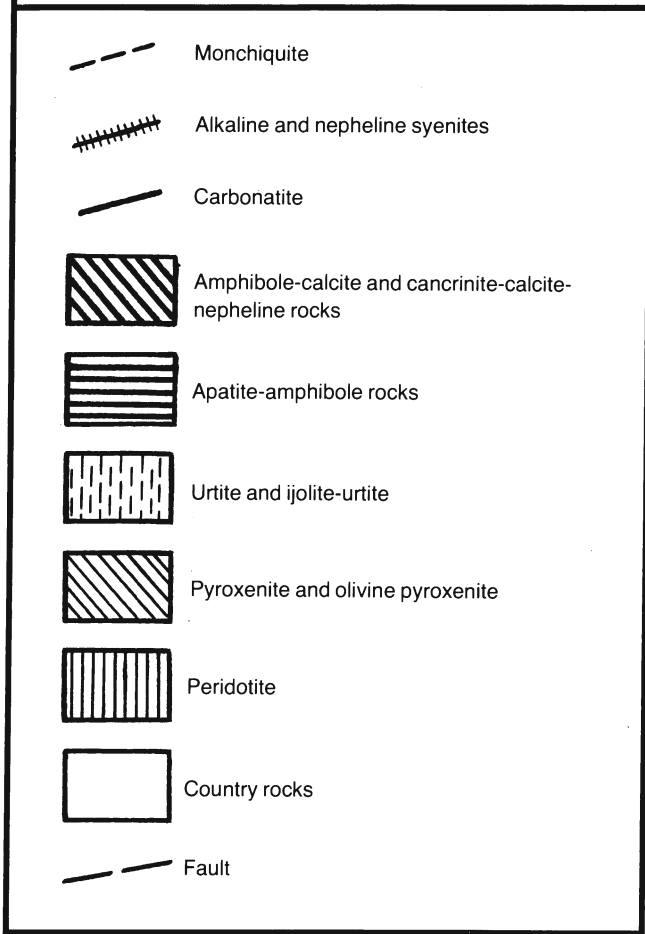 Monchiquite
Alkaline and nepheline syenites
Carbonatite
Amphibole-calcite and cancrinite-calcite-
nepheline rocks
Apatite-amphibole rocks
Urtite and ijolite-urtite
Pyroxenite and olivine pyroxenite
Peridotite
Country rocks
Fault